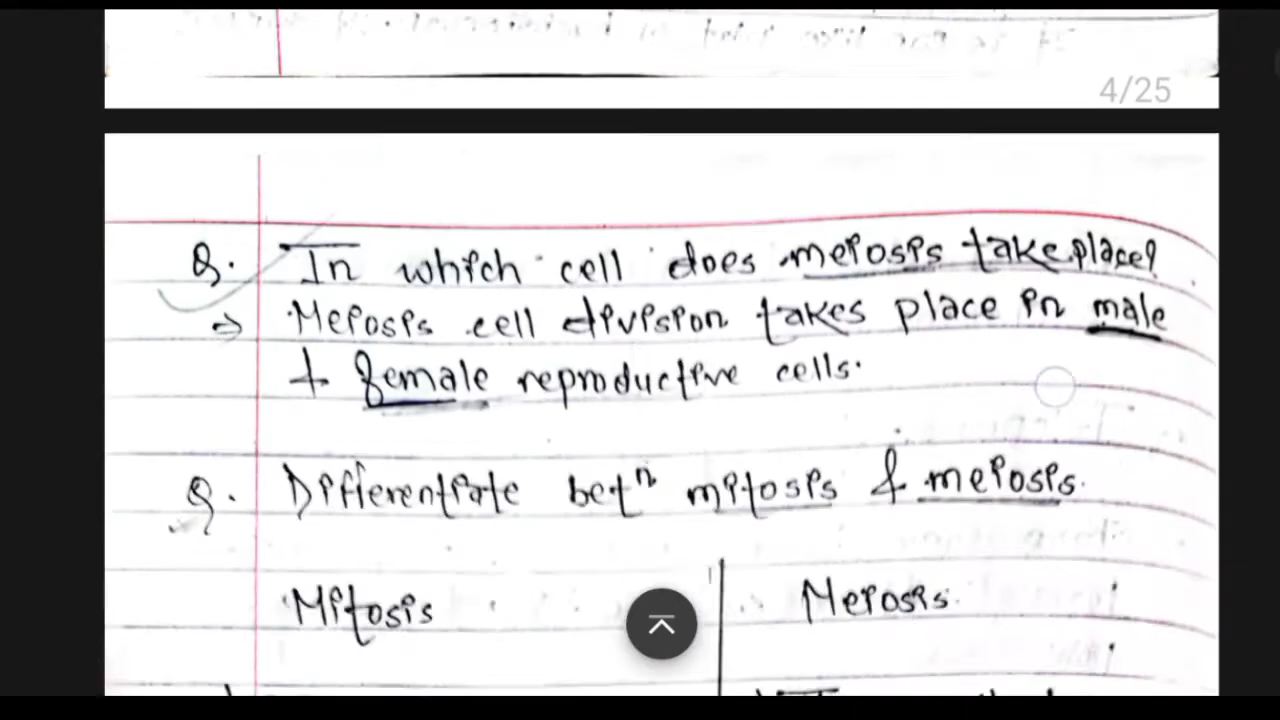 4/25
Q. In which cell does meiosis take place?
→ Meiosis cell division takes place in male
+ female reproductive cells.
Q. Differentiate betⁿ mitosis & meiosis.
Mitosis Meiosis